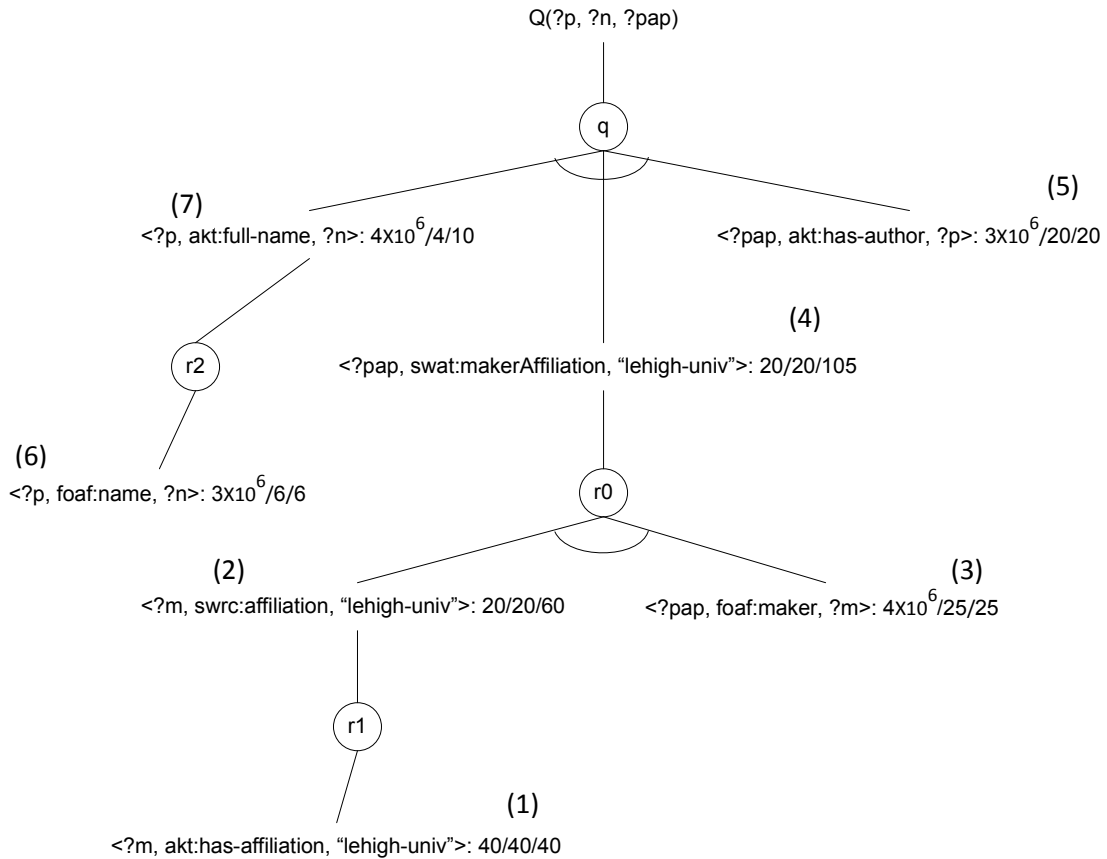 Q(?p, ?n, ?pap)
q
(7)
<?p, akt:full-name, ?n>: 4X10^6/4/10
(5)
<?pap, akt:has-author, ?p>: 3X10^6/20/20
(4)
<?pap, swat:makerAffiliation, “lehigh-univ”>: 20/20/105
r2
(6)
<?p, foaf:name, ?n>: 3X10^6/6/6
r0
(2)
<?m, swrc:affiliation, “lehigh-univ”>: 20/20/60
(3)
<?pap, foaf:maker, ?m>: 4X10^6/25/25
r1
(1)
<?m, akt:has-affiliation, “lehigh-univ”>: 40/40/40